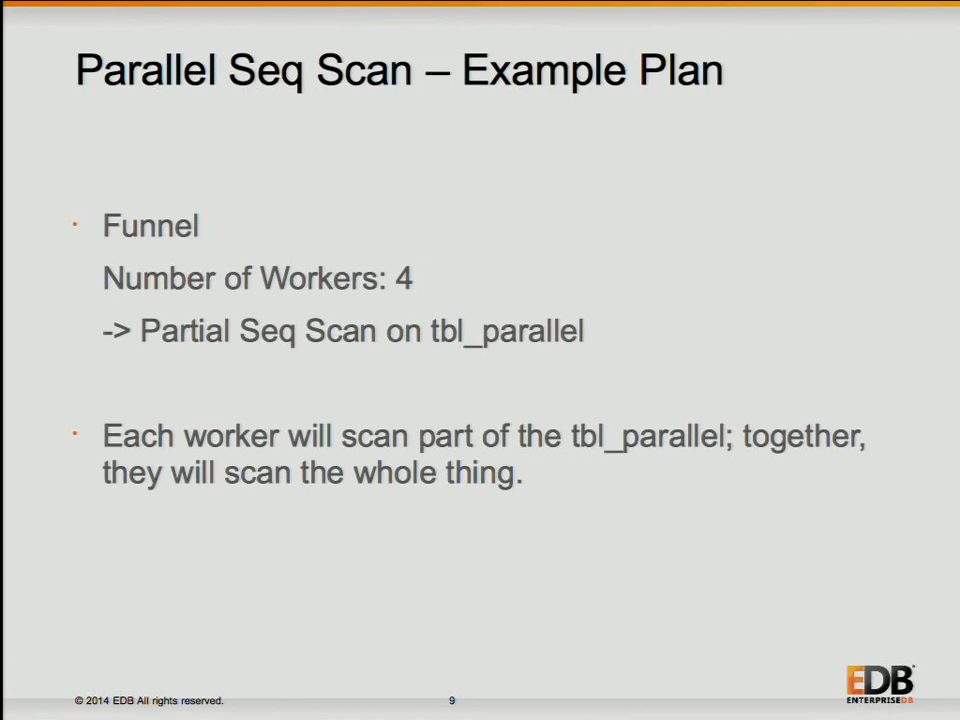 Parallel Seq Scan – Example Plan
· Funnel
Number of Workers: 4
-> Partial Seq Scan on tbl_parallel
· Each worker will scan part of the tbl_parallel; together,
they will scan the whole thing.
© 2014 EDB All rights reserved.
9
EDB
ENTERPRISEDB